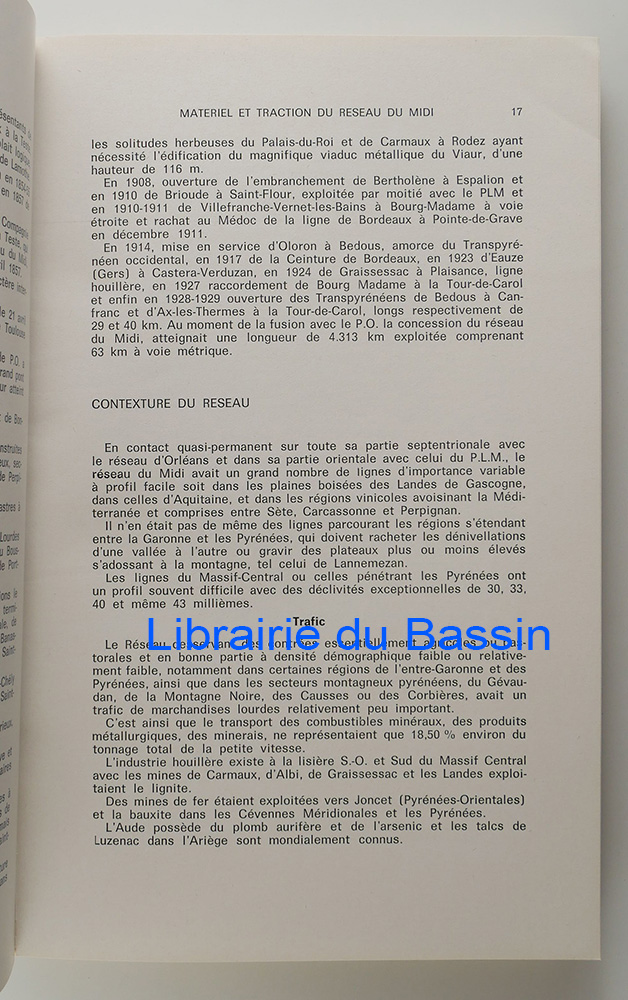 MATERIEL ET TRACTION DU RESEAU DU MIDI 17
les solitudes herbeuses du Palais-du-Roi et de Carmaux à Rodez ayant
nécessité l'édification du magnifique viaduc métallique du Viaur, d'une
hauteur de 116 m.
En 1908, ouverture de l'embranchement de Bertholène à Espalion et
en 1910 de Brioude à Saint-Flour, exploitée par moitié avec le PLM et
en 1910-1911 de Villefranche-Vernet-les-Bains à Bourg-Madame à voie
étroite et rachat au Médoc de la ligne de Bordeaux à Pointe-de-Grave
en décembre 1911.
En 1914, mise en service d'Oloron à Bedous, amorce du Transpyré-
néen occidental, en 1917 de la Ceinture de Bordeaux, en 1923 d'Eauze
(Gers) à Castera-Verduzan, en 1924 de Graissessac à Plaisance, ligne
houillère, en 1927 raccordement de Bourg Madame à la Tour-de-Carol
et enfin en 1928-1929 ouverture des Transpyrénéens de Bedous à Can-
franc et d'Ax-les-Thermes à la Tour-de-Carol, longs respectivement de
29 et 40 km. Au moment de la fusion avec le P.O. la concession du réseau
du Midi, atteignait une longueur de 4.313 km exploitée comprenant
63 km à voie métrique.
CONTEXTURE DU RESEAU
En contact quasi-permanent sur toute sa partie septentrionale avec
le réseau d'Orléans et dans sa partie orientale avec celui du P.L.M., le
réseau du Midi avait un grand nombre de lignes d'importance variable
à profil facile soit dans les plaines boisées des Landes de Gascogne,
dans celles d'Aquitaine, et dans les régions vinicoles avoisinant la Médi-
terranée et comprises entre Sète, Carcassonne et Perpignan.
Il n'en était pas de même des lignes parcourant les régions s'étendant
entre la Garonne et les Pyrénées, qui doivent racheter les dénivellations
d'une vallée à l'autre ou gravir des plateaux plus ou moins élevés
s'adossant à la montagne, tel celui de Lannemezan.
Les lignes du Massif-Central ou celles pénétrant les Pyrénées ont
un profil souvent difficile avec des déclivités exceptionnelles de 30, 33,
40 et même 43 millièmes.
Trafic
Librairie du Bassin
Le Réseau desservant des contrées essentiellement agricoles ou pas-
torales et en bonne partie à densité démographique faible ou relative-
ment faible, notamment dans certaines régions de l'entre-Garonne et des
Pyrénées, ainsi que dans les secteurs montagneux pyrénéens, du Gévau-
dan, de la Montagne Noire, des Causses ou des Corbières, avait un
trafic de marchandises lourdes relativement peu important.
C'est ainsi que le transport des combustibles minéraux, des produits
métallurgiques, des minerais, ne représentaient que 18,50 % environ du
tonnage total de la petite vitesse.
L'industrie houillère existe à la lisière S.-O. et Sud du Massif Central
avec les mines de Carmaux, d'Albi, de Graissessac et les Landes exploi-
taient le lignite.
Des mines de fer étaient exploitées vers Joncet (Pyrénées-Orientales)
et la bauxite dans les Cévennes Méridionales et les Pyrénées.
L'Aude possède du plomb aurifère et de l'arsenic et les talcs de
Luzenac dans l'Ariège sont mondialement connus.